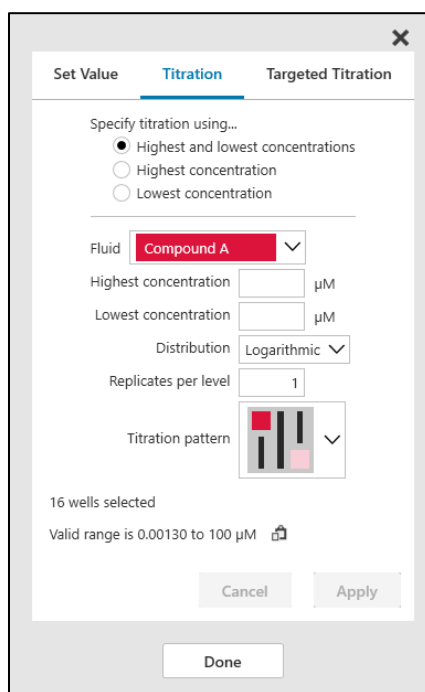 Set Value Titration Targeted Titration
Specify titration using...
Highest and lowest concentrations
Highest concentration
Lowest concentration
Fluid Compound A
Highest concentration µM
Lowest concentration µM
Distribution Logarithmic
Replicates per level 1
Titration pattern
16 wells selected
Valid range is 0.00130 to 100 µM
Cancel Apply
Done